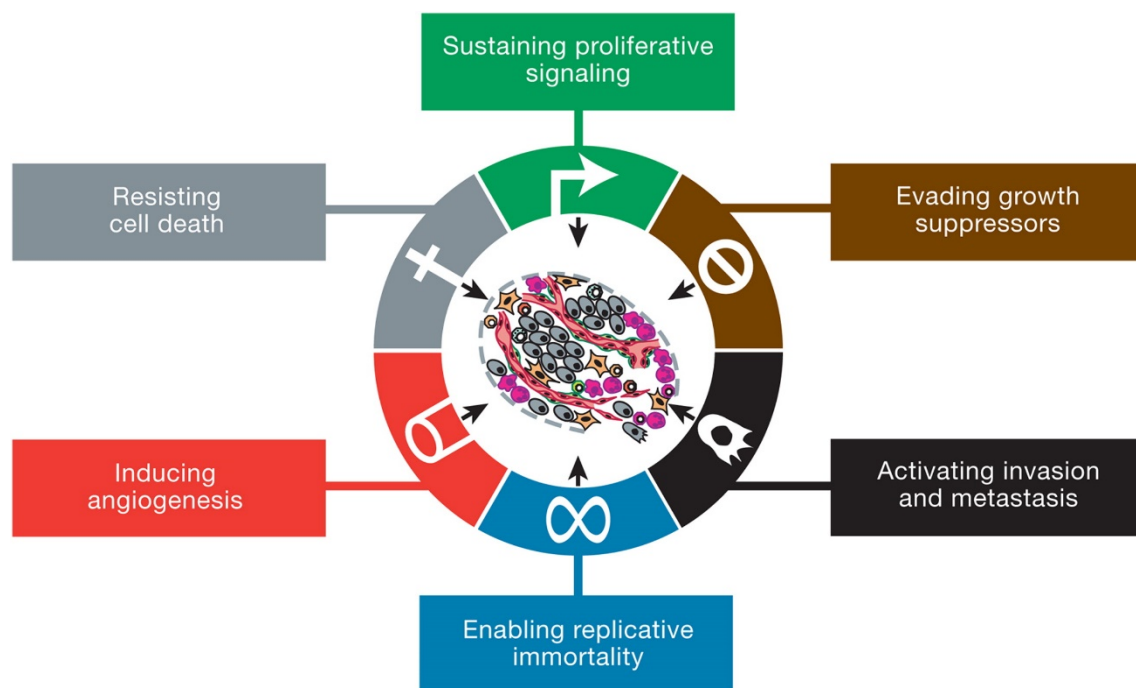 Sustaining proliferative
signaling
Resisting
cell death
Evading growth
suppressors
Inducing
angiogenesis
Activating invasion
and metastasis
Enabling replicative
immortality